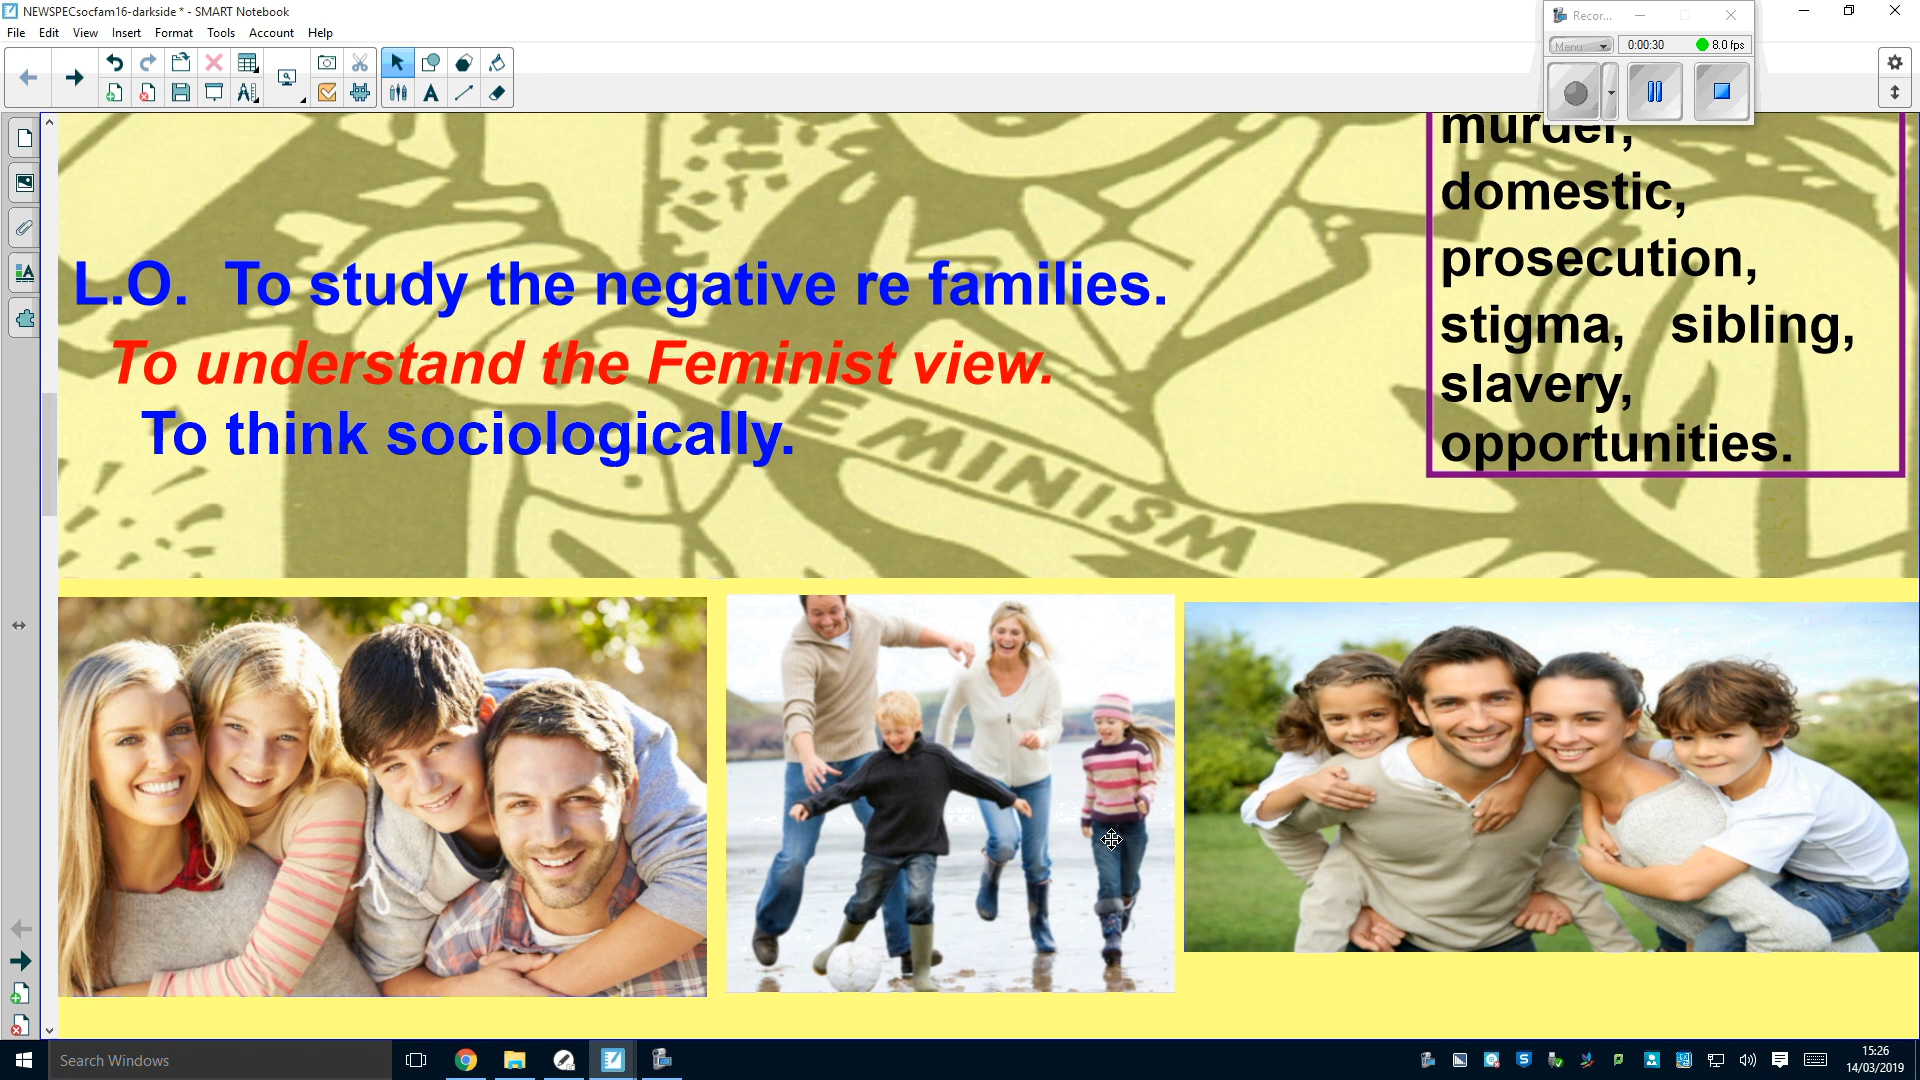 NEWSPECsocfam16-darkside * - SMART Notebook
File Edit View Insert Format Tools Account Help
Recor...
Menu
0:00:30
8.0 fps
murder,
domestic,
prosecution,
stigma, sibling,
slavery,
opportunities.
L.O. To study the negative re families.
To understand the Feminist view.
To think sociologically.
FEMINISM
Search Windows
15:26
14/03/2019